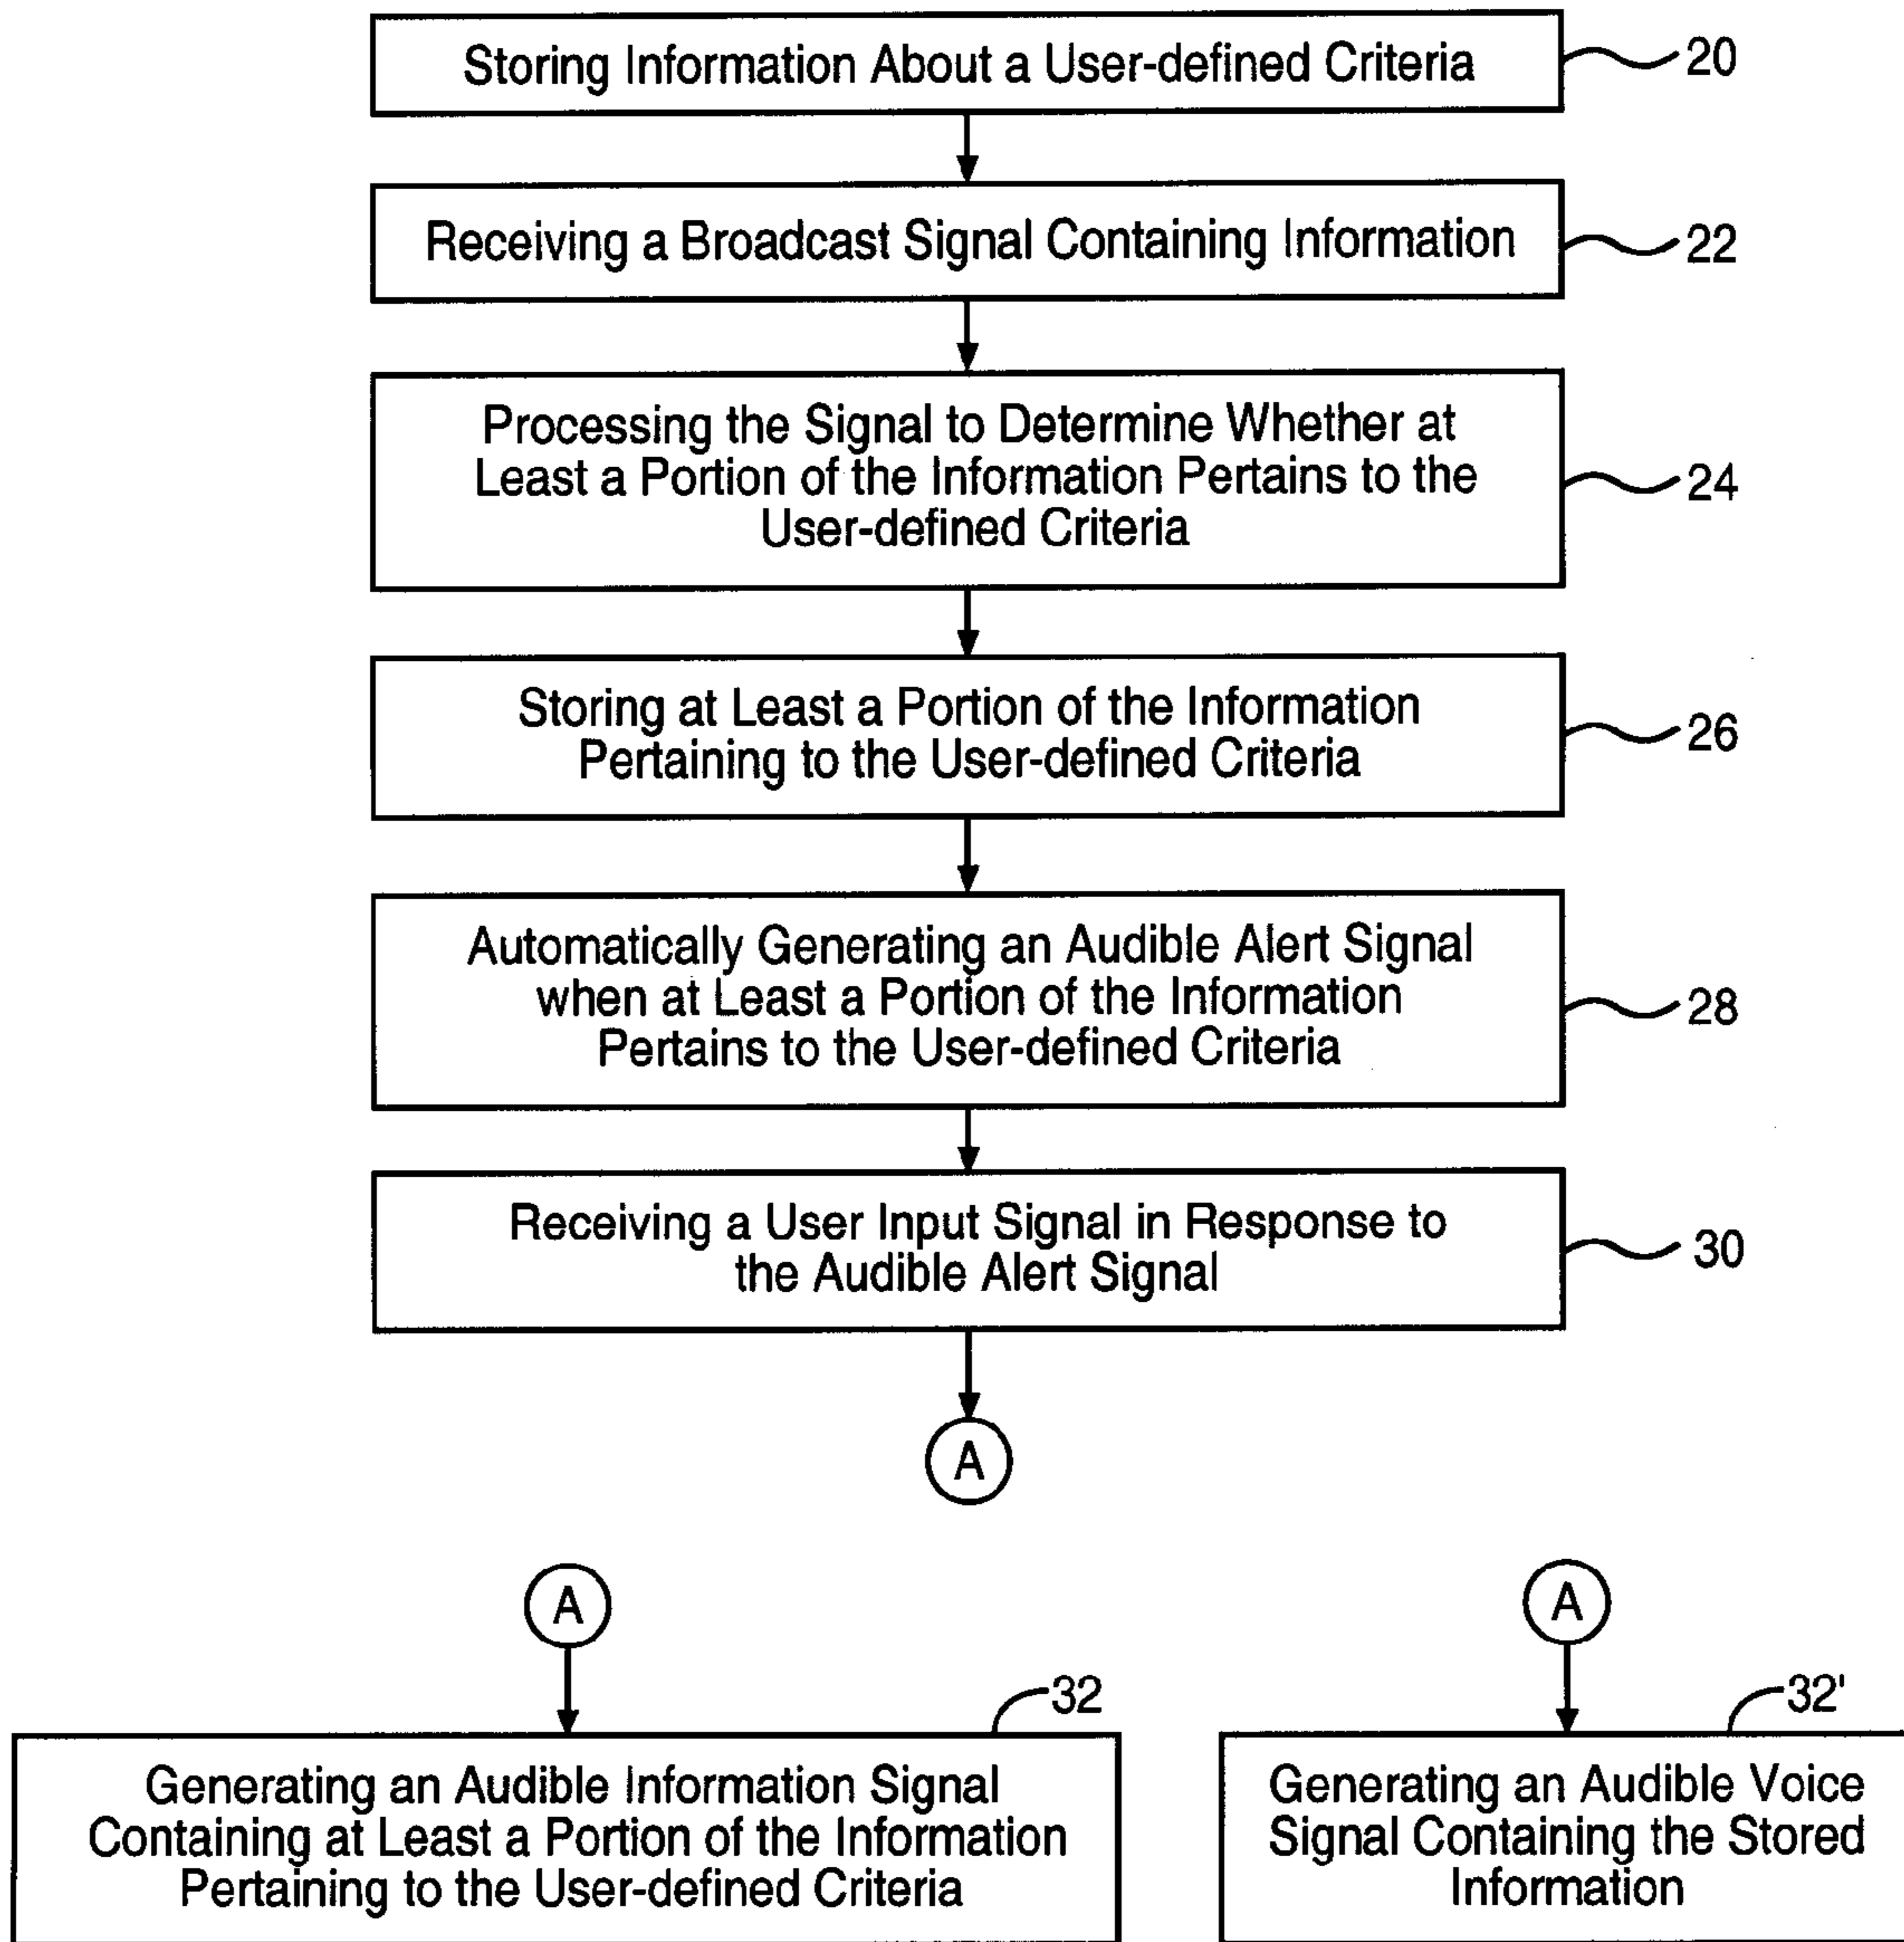 Storing Information About a User-defined Criteria
20
Receiving a Broadcast Signal Containing Information
22
Processing the Signal to Determine Whether at
Least a Portion of the Information Pertains to the
User-defined Criteria
24
Storing at Least a Portion of the Information
Pertaining to the User-defined Criteria
26
Automatically Generating an Audible Alert Signal
when at Least a Portion of the Information
Pertains to the User-defined Criteria
28
Receiving a User Input Signal in Response to
the Audible Alert Signal
30
A
A
32
Generating an Audible Information Signal
Containing at Least a Portion of the Information
Pertaining to the User-defined Criteria
A
32'
Generating an Audible Voice
Signal Containing the Stored
Information